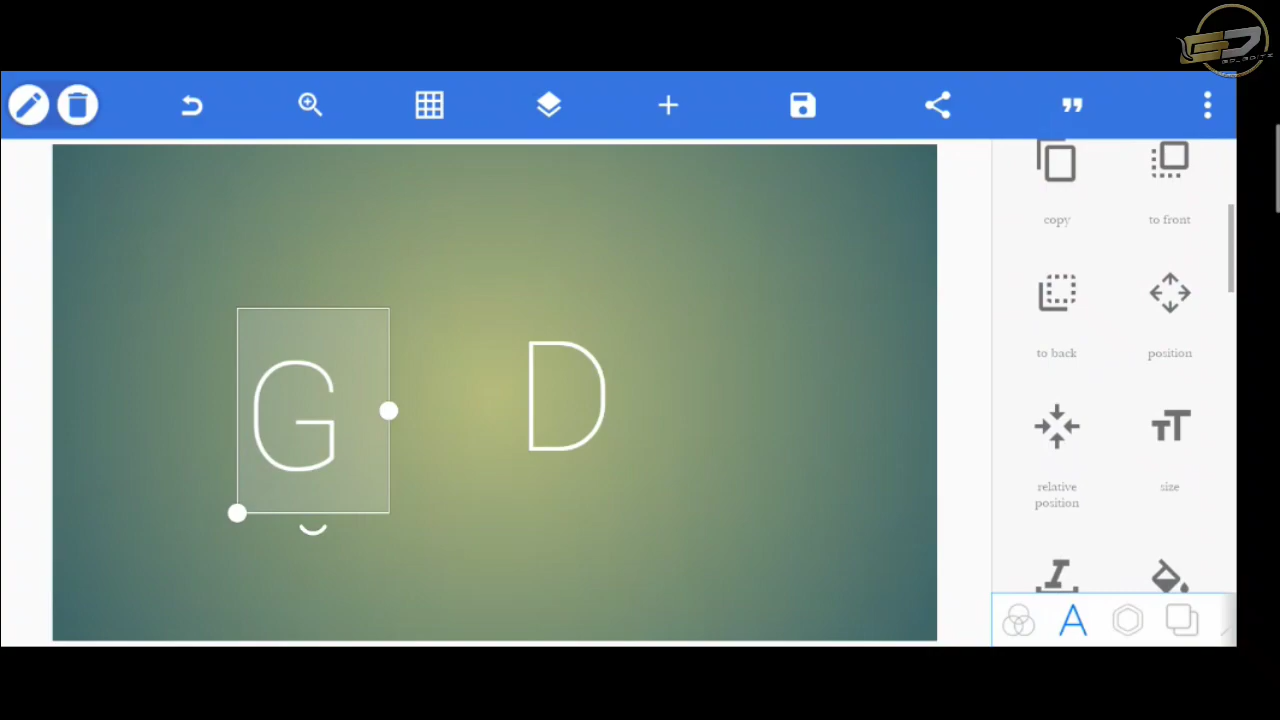 copy
to front
to back
position
relative
position
size
G
D